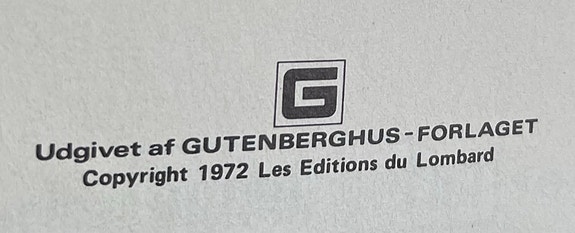 G
Udgivet af GUTENBERGHUS-FORLAGET
Copyright 1972 Les Editions du Lombard